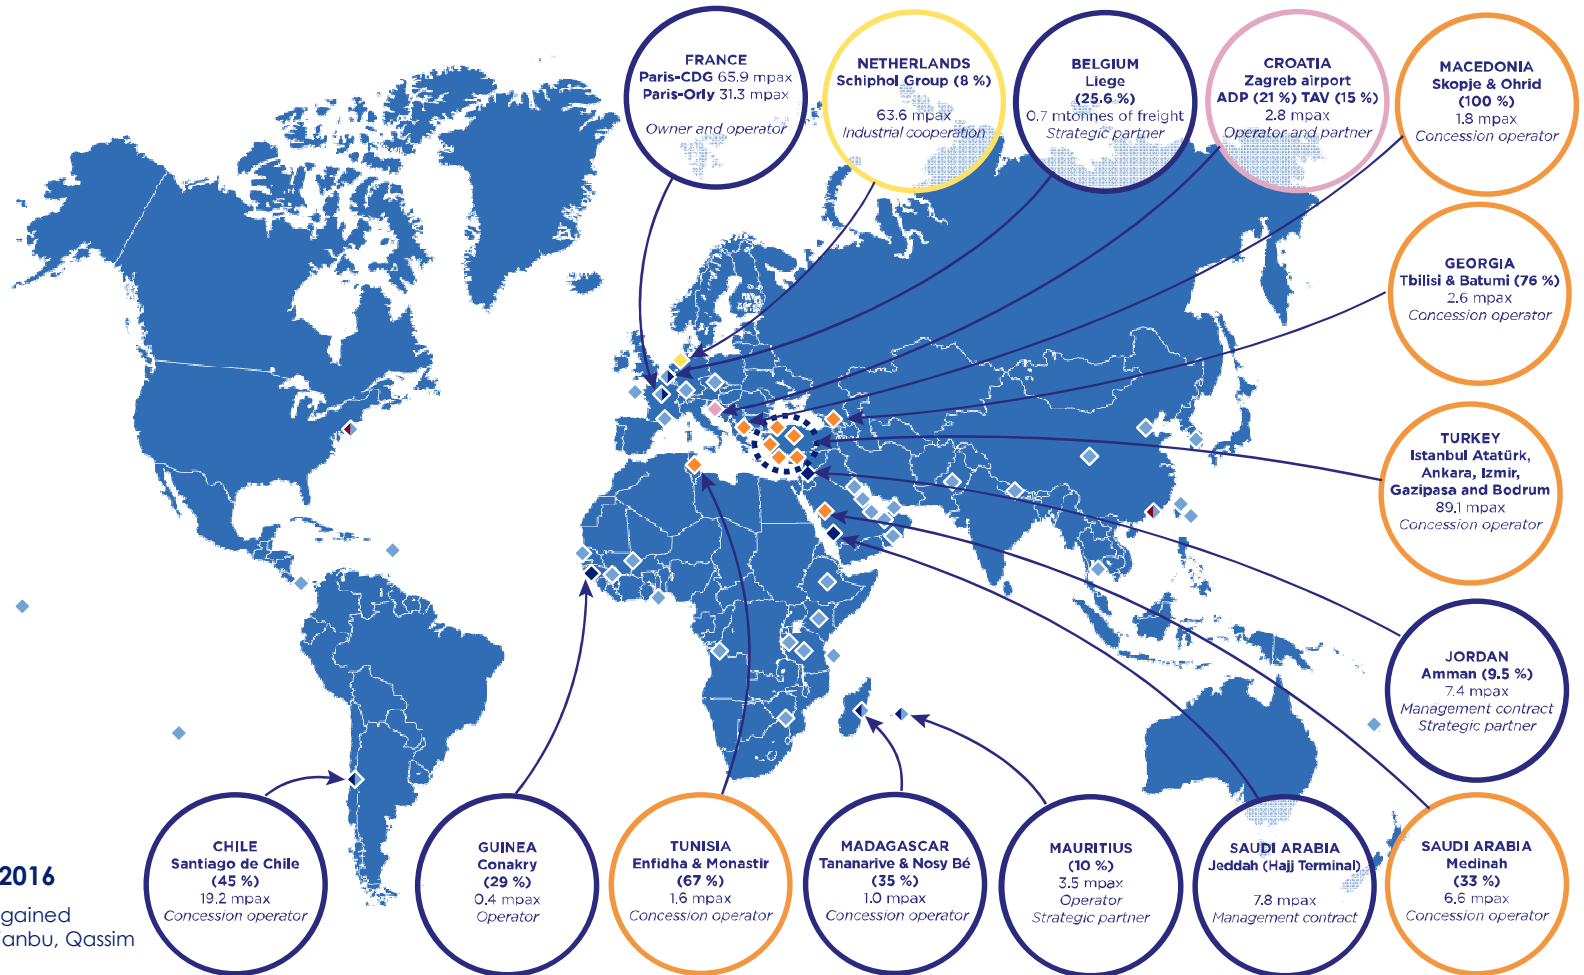 FRANCE
Paris-CDG 65.9 mpax
Paris-Orly 31.3 mpax
Owner and operator
NETHERLANDS
Schiphol Group (8 %)
63.6 mpax
Industrial cooperation
BELGIUM
Liege
(25.6 %)
0.7 mtonnes of freight
Strategic partner
CROATIA
Zagreb airport
ADP (21 %) TAV (15 %)
2.8 mpax
Operator and partner
MACEDONIA
Skopje & Ohrid
(100 %)
1.8 mpax
Concession operator
GEORGIA
Tbilisi & Batumi (76 %)
2.6 mpax
Concession operator
TURKEY
Istanbul Atatürk,
Ankara, Izmir,
Gazipasa and Bodrum
89.1 mpax
Concession operator
JORDAN
Amman (9.5 %)
7.4 mpax
Management contract
Strategic partner
CHILE
Santiago de Chile
(45 %)
19.2 mpax
Concession operator
GUINEA
Conakry
(29 %)
0.4 mpax
Operator
TUNISIA
Enfidha & Monastir
(67 %)
1.6 mpax
Concession operator
MADAGASCAR
Tananarive & Nosy Bé
(35 %)
1.0 mpax
Concession operator
MAURITIUS
(10 %)
3.5 mpax
Operator
Strategic partner
SAUDI ARABIA
Jeddah (Hajj Terminal)
7.8 mpax
Management contract
SAUDI ARABIA
Medinah
(33 %)
6.6 mpax
Concession operator
2016
gained
anbu, Qassim